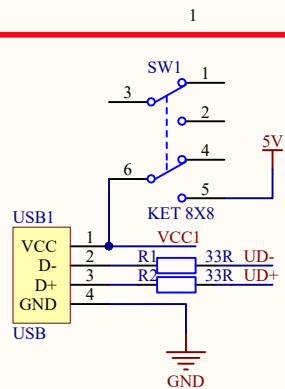 1
SW1
1
3
2
4
6
5V
5
KET 8X8
USB1
VCC 1 VCC1
D- 2 R1 33R UD-
D+ 3 R2 33R UD+
GND 4
USB
GND